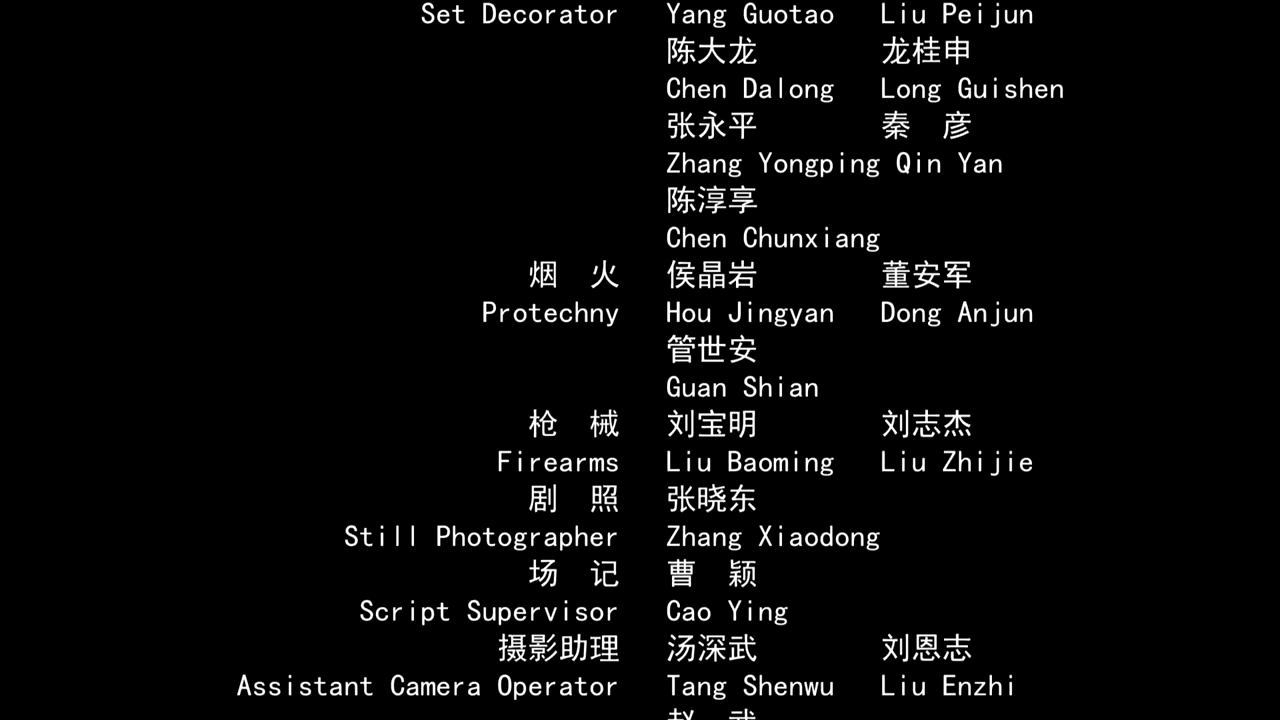 Set Decorator Yang Guotao Liu Peijun
陈大龙 龙桂申
Chen Dalong Long Guishen
张永平 秦 彦
Zhang Yongping Qin Yan
陈淳享
Chen Chunxiang
烟 火 侯晶岩 董安军
Protechny Hou Jingyan Dong Anjun
管世安
Guan Shian
枪 械 刘宝明 刘志杰
Firearms Liu Baoming Liu Zhijie
剧 照 张晓东
Still Photographer Zhang Xiaodong
场 记 曹 颖
Script Supervisor Cao Ying
摄影助理 汤深武 刘恩志
Assistant Camera Operator Tang Shenwu Liu Enzhi